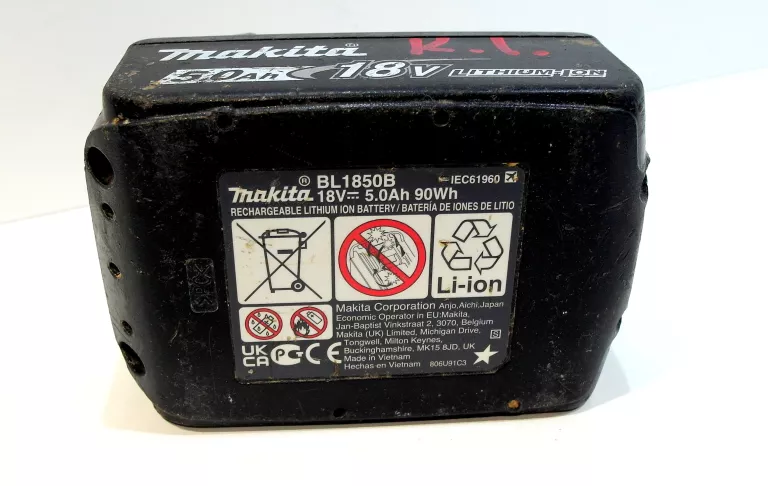 makita®
R.I.
5.0Ah 18V LITHIUM-ION
makita® BL1850B
IEC61960
18V⎓ 5.0Ah 90Wh
RECHARGEABLE LITHIUM ION BATTERY / BATERÍA DE IONES DE LITIO
Li-ion
Makita Corporation Anjo, Aichi, Japan
Economic Operator in EU:Makita,
Jan-Baptist Vinkstraat 2, 3070, Belgium
Makita (UK) Limited, Michigan Drive,
Tongwell, Milton Keynes,
Buckinghamshire, MK15 8JD, UK
Made in Vietnam
Hechas en Vietnam
UK
CA
CE
S
806U91C3